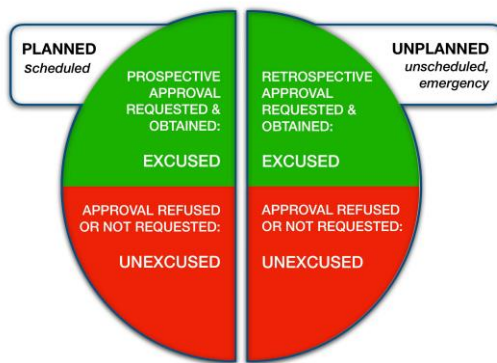 PLANNED
scheduled
PROSPECTIVE
APPROVAL
REQUESTED &
OBTAINED:
EXCUSED
APPROVAL REFUSED
OR NOT REQUESTED:
UNEXCUSED
UNPLANNED
unscheduled,
emergency
RETROSPECTIVE
APPROVAL
REQUESTED &
OBTAINED:
EXCUSED
APPROVAL REFUSED
OR NOT REQUESTED:
UNEXCUSED